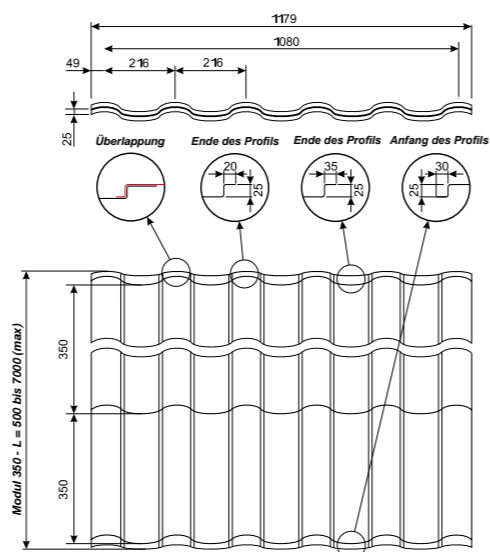 1179
1080
49
216
216
25
Überlappung
Ende des Profils
Ende des Profils
Anfang des Profils
20
25
35
25
25
30
350
350
Modul 350 - L = 500 bis 7000 (max)